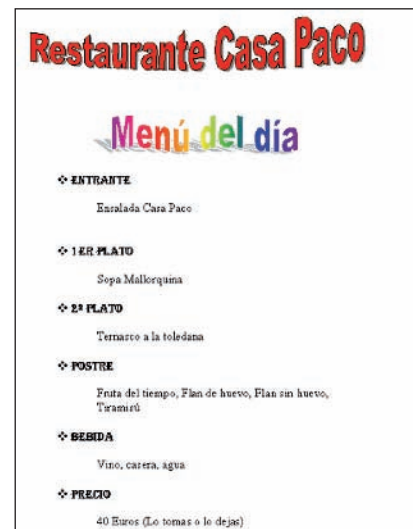 Restaurante Casa Paco
Menú del día
❖ ENTRANTE
Ensalada Casa Paco
❖ 1ER PLATO
Sopa Mallorquina
❖ 2º PLATO
Ternasco a la toledana
❖ POSTRE
Fruta del tiempo, Flan de huevo, Flan sin huevo,
Tiramisú
❖ BEBIDA
Vino, casera, agua
❖ PRECIO
40 Euros (Lo tomas o lo dejas)